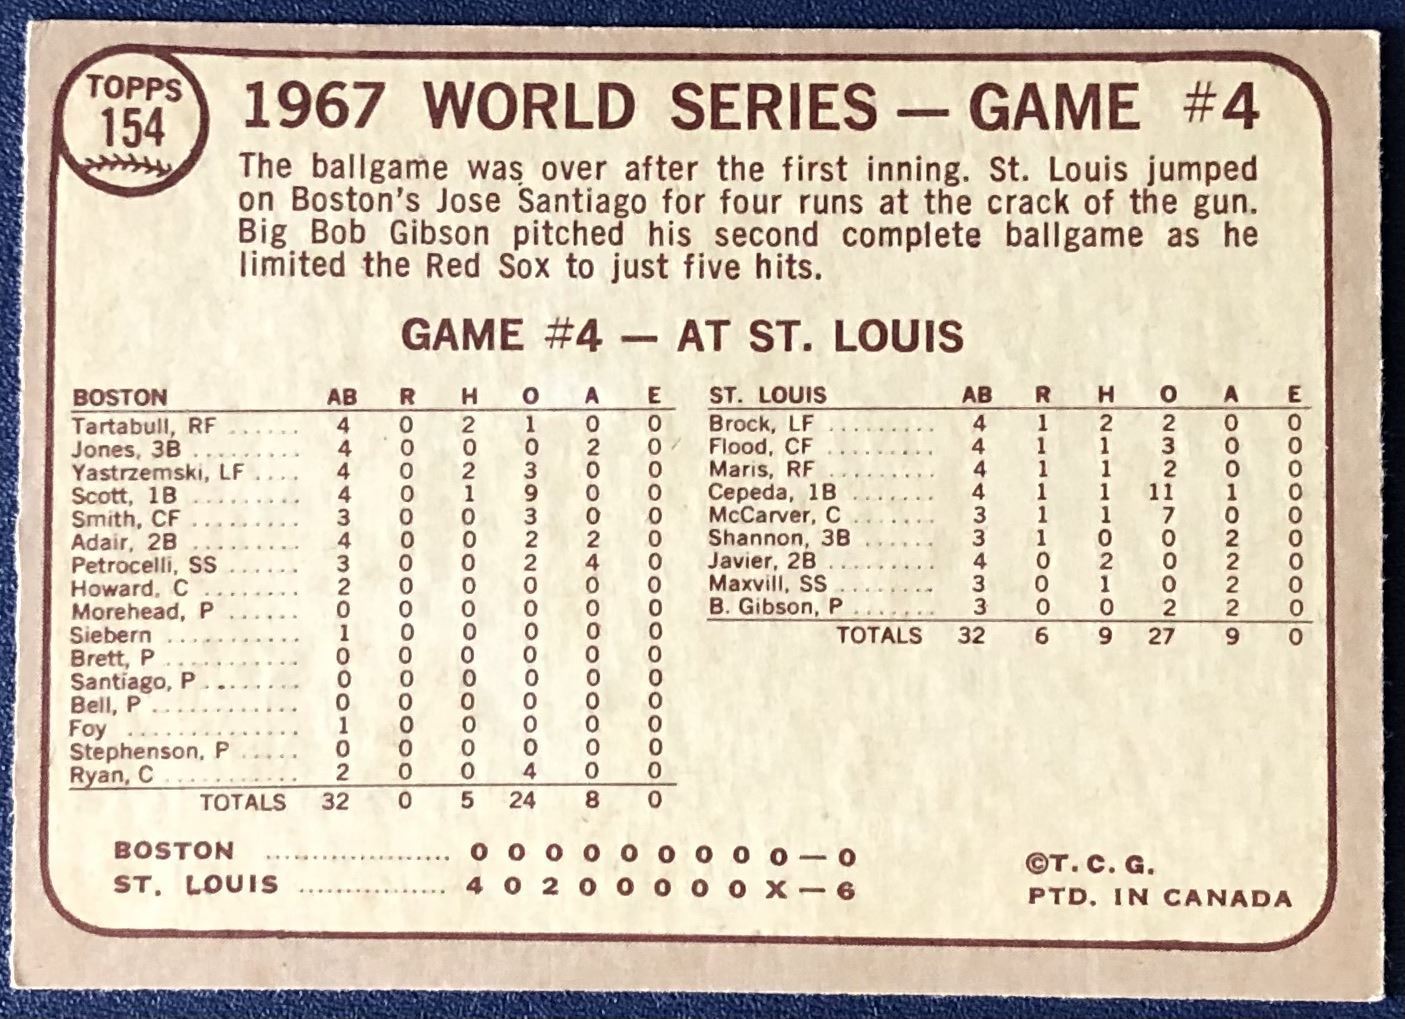 TOPPS
154
1967 WORLD SERIES — GAME #4
The ballgame was over after the first inning. St. Louis jumped
on Boston's Jose Santiago for four runs at the crack of the gun.
Big Bob Gibson pitched his second complete ballgame as he
limited the Red Sox to just five hits.
GAME #4 — AT ST. LOUIS
BOSTON AB R H O A E
Tartabull, RF ...... 4 0 2 1 0 0
Jones, 3B ......... 4 0 0 0 2 0
Yastrzemski, LF .... 4 0 2 3 0 0
Scott, 1B ......... 4 0 1 9 0 0
Smith, CF ......... 3 0 0 3 0 0
Adair, 2B ......... 4 0 0 2 2 0
Petrocelli, SS ...... 3 0 0 2 4 0
Howard, C ........ 2 0 0 0 0 0
Morehead, P ....... 0 0 0 0 0 0
Siebern ........... 1 0 0 0 0 0
Brett, P ............ 0 0 0 0 0 0
Santiago, P ........ 0 0 0 0 0 0
Bell, P ............. 0 0 0 0 0 0
Foy ............... 1 0 0 0 0 0
Stephenson, P ..... 0 0 0 0 0 0
Ryan, C ........... 2 0 0 4 0 0
TOTALS 32 0 5 24 8 0
ST. LOUIS AB R H O A E
Brock, LF ......... 4 1 2 2 0 0
Flood, CF ......... 4 1 1 3 0 0
Maris, RF ......... 4 1 1 2 0 0
Cepeda, 1B ....... 4 1 1 11 1 0
McCarver, C ...... 3 1 1 7 0 0
Shannon, 3B ...... 3 1 0 0 2 0
Javier, 2B ......... 4 0 2 0 2 0
Maxvill, SS ........ 3 0 1 0 2 0
B. Gibson, P ....... 3 0 0 2 2 0
TOTALS 32 6 9 27 9 0
BOSTON .................... 0 0 0 0 0 0 0 0 0 — 0
ST. LOUIS ................ 4 0 2 0 0 0 0 0 X — 6
©T. C. G.
PTD. IN CANADA